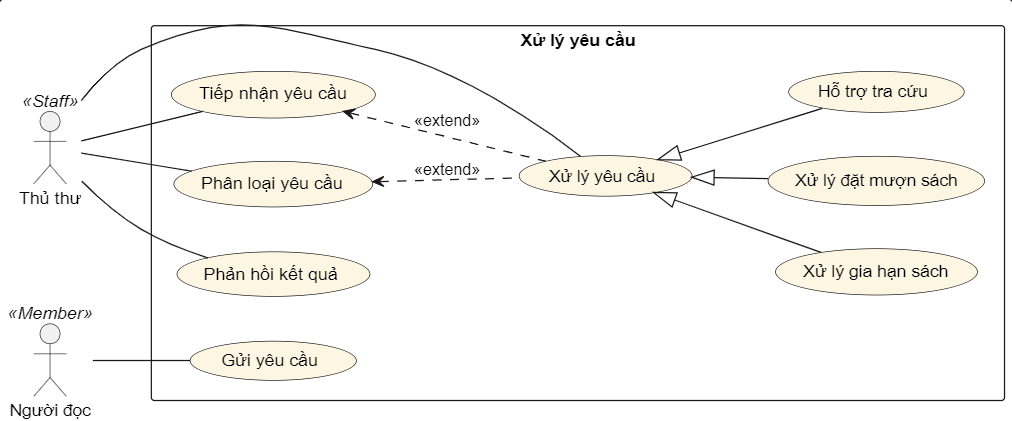 Xử lý yêu cầu
«Staff»
Thủ thư
Tiếp nhận yêu cầu
«extend»
Phân loại yêu cầu
«extend»
Xử lý yêu cầu
Hỗ trợ tra cứu
Xử lý đặt mượn sách
Xử lý gia hạn sách
Phản hồi kết quả
«Member»
Người đọc
Gửi yêu cầu